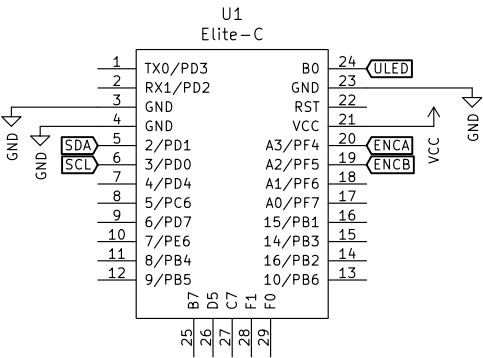 U1
Elite-C
1 TX0/PD3 B0 24 ULED
2 RX1/PD2 GND 23
3 GND RST 22
4 GND VCC 21
SDA 5 2/PD1 A3/PF4 20 ENCA
SCL 6 3/PD0 A2/PF5 19 ENCB
7 4/PD4 A1/PF6 18
8 5/PC6 A0/PF7 17
9 6/PD7 15/PB1 16
10 7/PE6 14/PB3 15
11 8/PB4 16/PB2 14
12 9/PB5 10/PB6 13
B7 D5 C7 F1 F0
25 26 27 28 29
GND
GND
VCC
GND